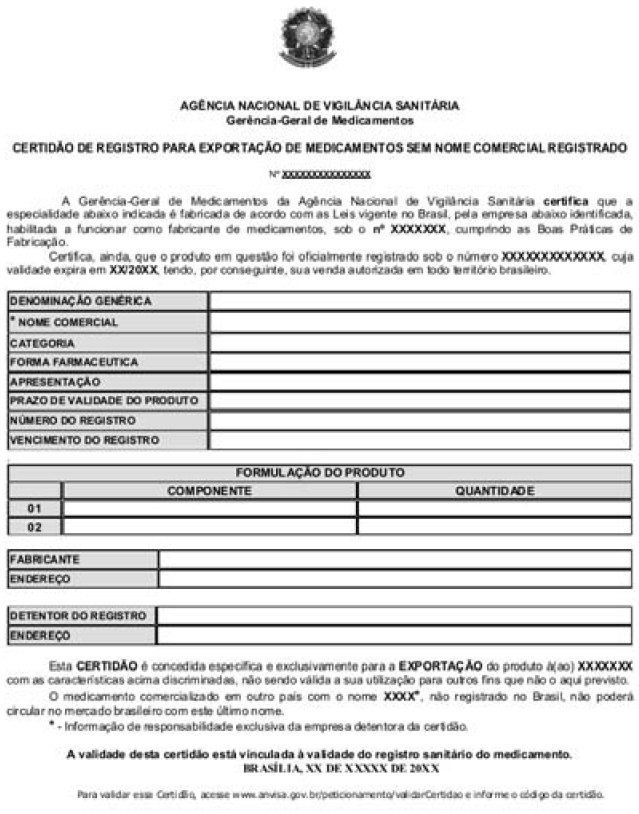 AGÊNCIA NACIONAL DE VIGILÂNCIA SANITÁRIA
Gerência-Geral de Medicamentos
CERTIDÃO DE REGISTRO PARA EXPORTAÇÃO DE MEDICAMENTOS SEM NOME COMERCIAL REGISTRADO
Nº XXXXXXXXXXXXXXX
A Gerência-Geral de Medicamentos da Agência Nacional de Vigilância Sanitária certifica que a
especialidade abaixo indicada é fabricada de acordo com as Leis vigente no Brasil, pela empresa abaixo identificada,
habilitada a funcionar como fabricante de medicamentos, sob o nº XXXXXXX, cumprindo as Boas Práticas de
Fabricação.
Certifica, ainda, que o produto em questão foi oficialmente registrado sob o número XXXXXXXXXXXXX, cuja
validade expira em XX/20XX, tendo, por conseguinte, sua venda autorizada em todo território brasileiro.
DENOMINAÇÃO GENÉRICA
* NOME COMERCIAL
CATEGORIA
FORMA FARMACEUTICA
APRESENTAÇÃO
PRAZO DE VALIDADE DO PRODUTO
NÚMERO DO REGISTRO
VENCIMENTO DO REGISTRO
FORMULAÇÃO DO PRODUTO
COMPONENTE QUANTIDADE
01
02
FABRICANTE
ENDEREÇO
DETENTOR DO REGISTRO
ENDEREÇO
Esta CERTIDÃO é concedida específica e exclusivamente para a EXPORTAÇÃO do produto à(ao) XXXXXXX
com as características acima discriminadas, não sendo válida a sua utilização para outros fins que não o aqui previsto.
O medicamento comercializado em outro país com o nome XXXX*, não registrado no Brasil, não poderá
circular no mercado brasileiro com este último nome.
* - Informação de responsabilidade exclusiva da empresa detentora da certidão.
A validade desta certidão está vinculada à validade do registro sanitário do medicamento.
BRASÍLIA, XX DE XXXXX DE 20XX
Para validar essa Certidão, acesse www.anvisa.gov.br/peticionamento/validarCertidao e informe o código da certidão.